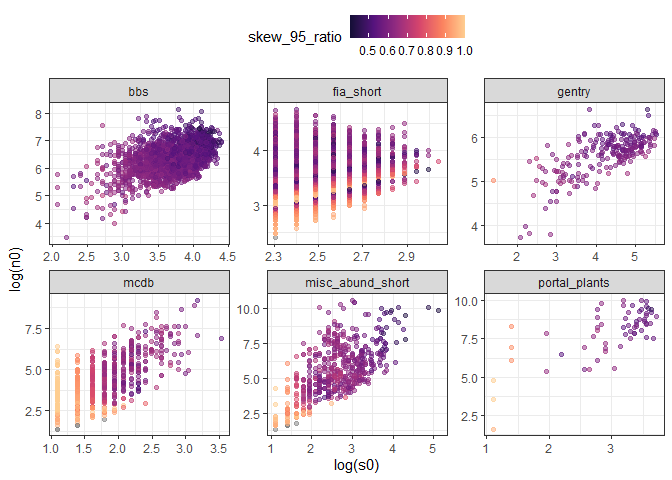 skew_95_ratio
0.5 0.6 0.7 0.8 0.9 1.0
bbs fia_short gentry
8
7
6
5
4
2.0 2.5 3.0 3.5 4.0 4.5
4
3
2.3 2.5 2.7 2.9
6
5
4
2 3 4 5
log(n0)
mcdb misc_abund_short portal_plants
7.5
5.0
2.5
1.0 1.5 2.0 2.5 3.0 3.5
10.0
7.5
5.0
2.5
1 2 3 4 5
10.0
7.5
5.0
2.5
1 2 3
log(s0)